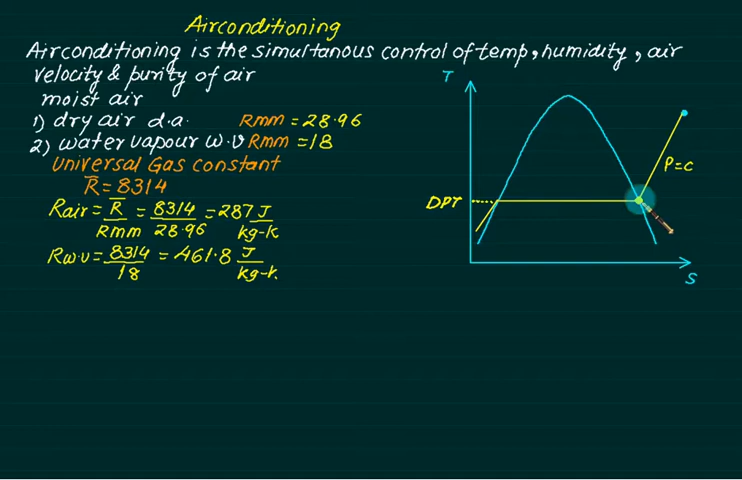 Airconditioning
Airconditioning is the simultanous control of temp, humidity, air
velocity & purity of air
moist air
1) dry air d.a. Rmm = 28.96
2) water vapour w.v Rmm = 18
Universal Gas constant
R̅ = 8314
Rair = R̅/Rmm = 8314/28.96 = 287 J/kg-k
Rw.v = 8314/18 = 461.8 J/kg-k
T
P=c
DPT
S